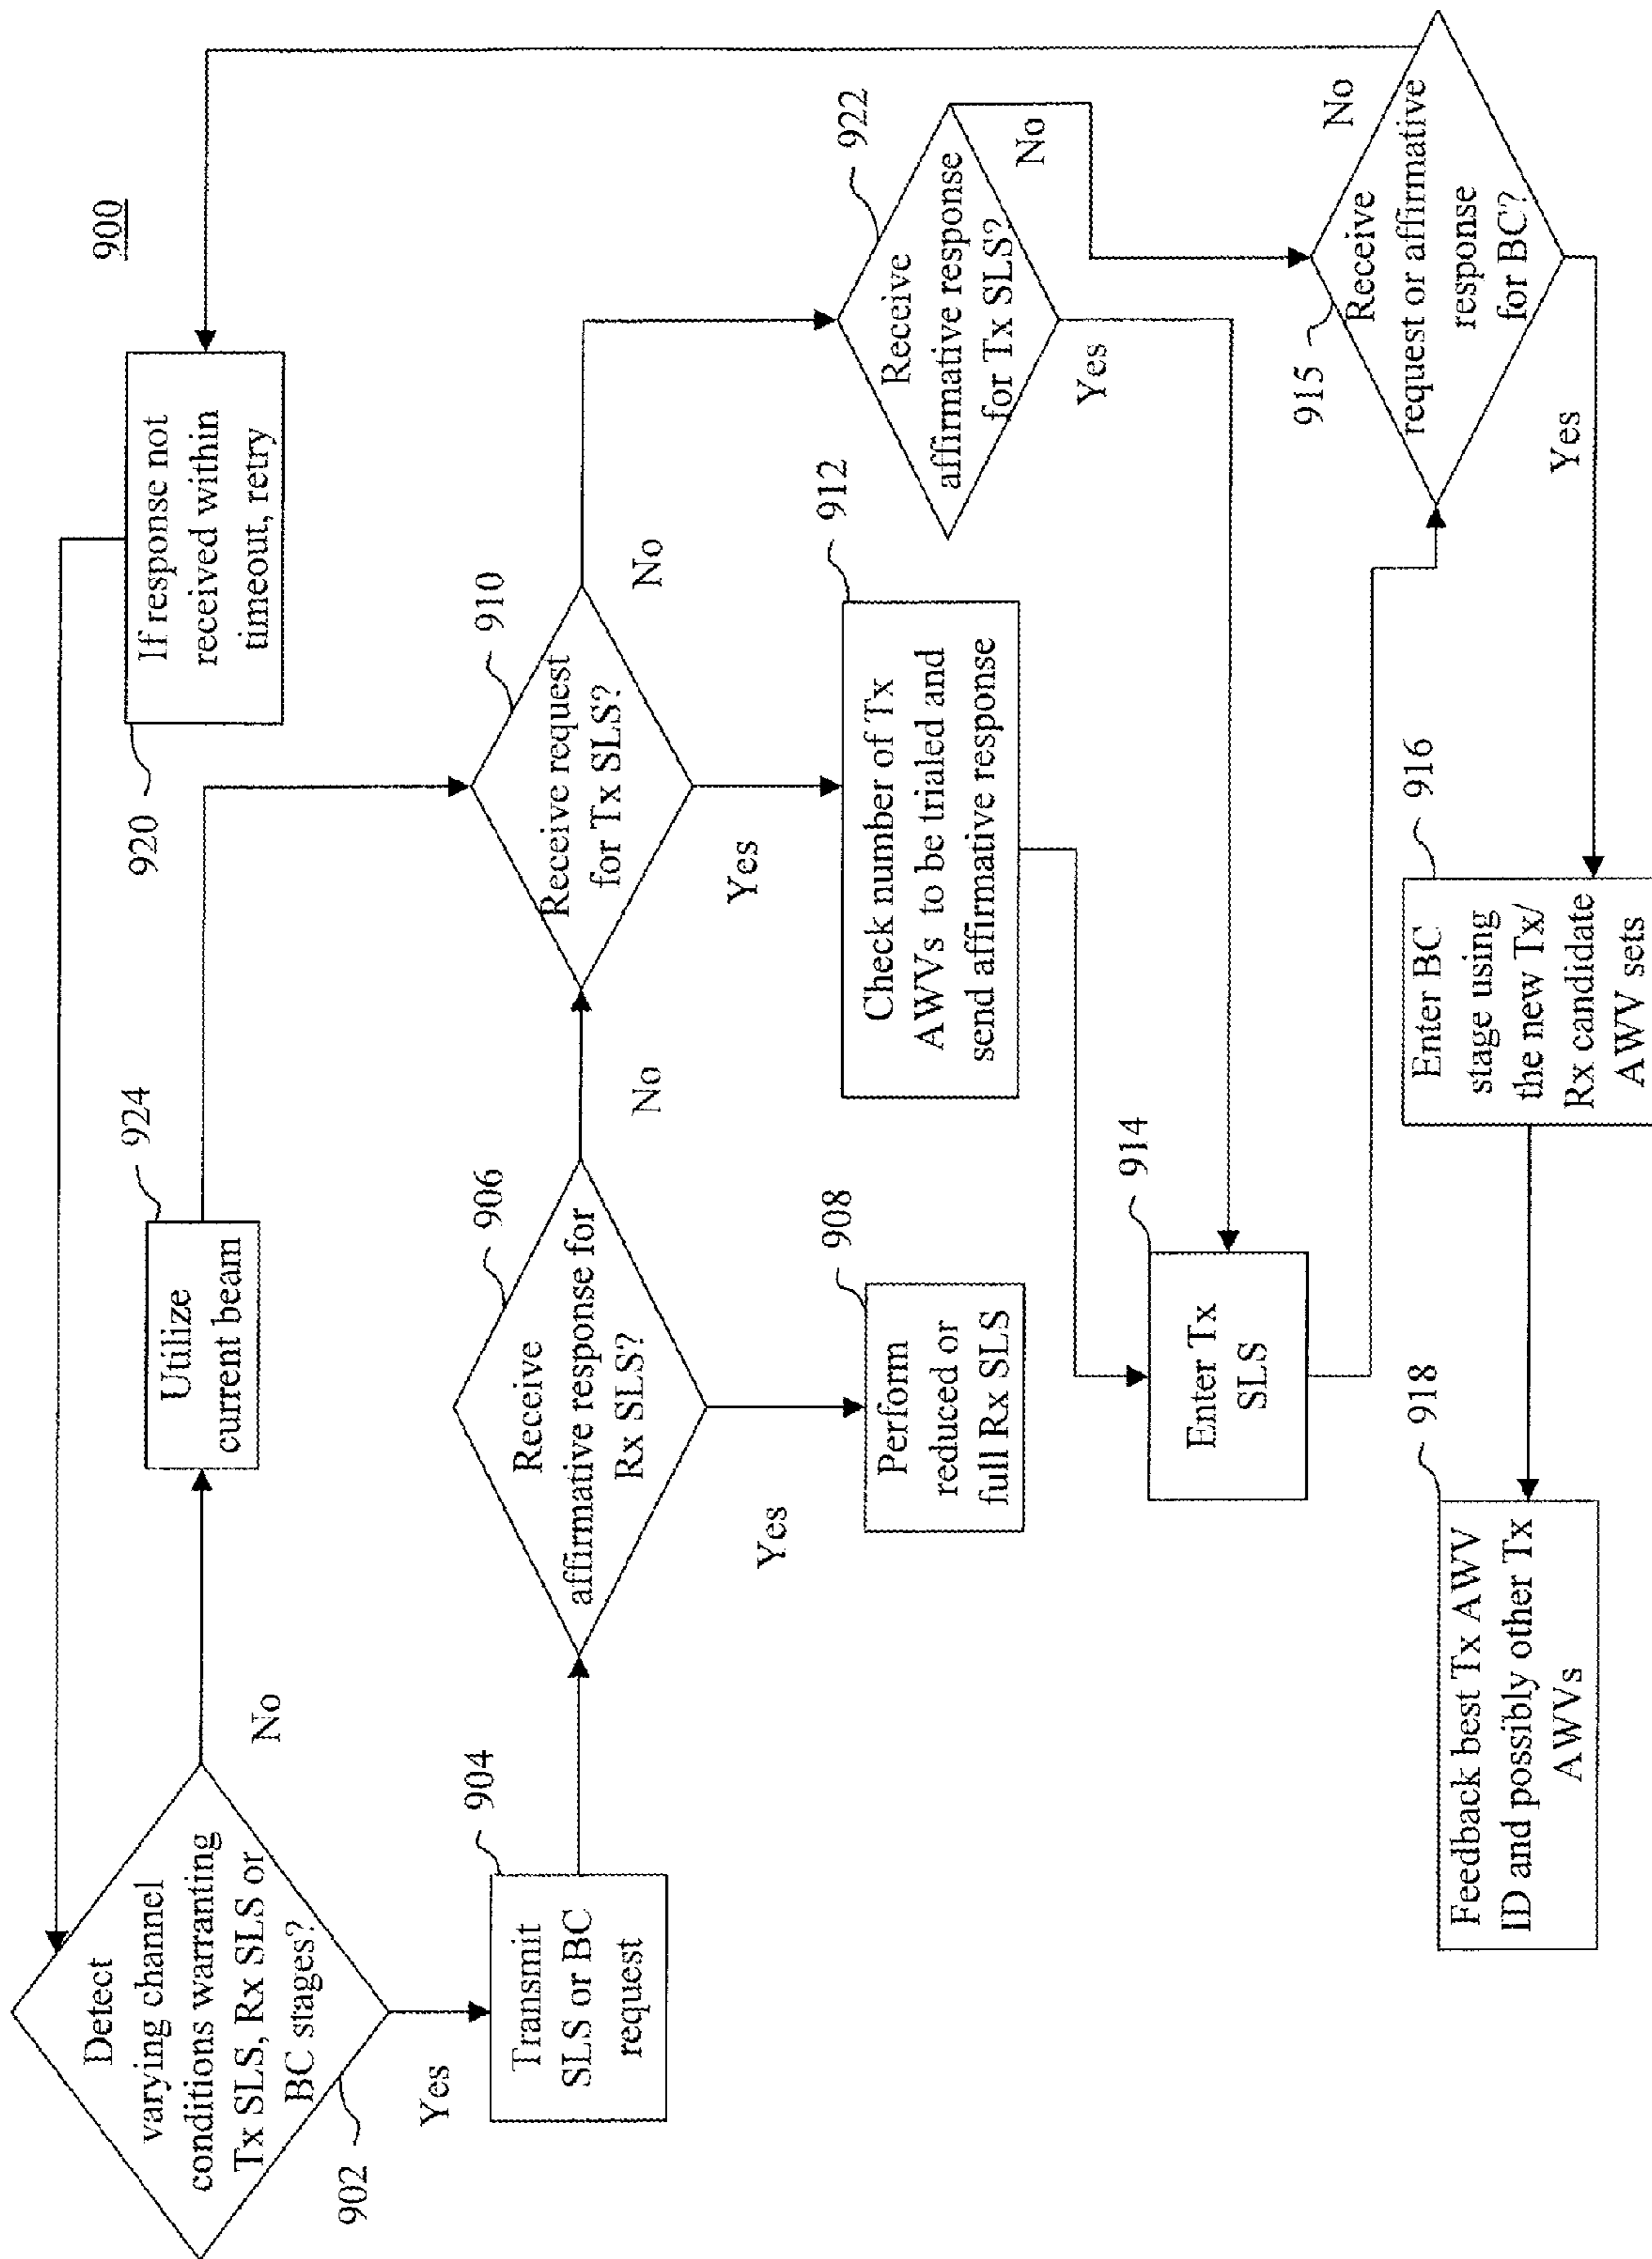 900
Detect
varying channel
conditions warranting
Tx SLS, Rx SLS or
BC stages?
902
No
Yes
Utilize
current beam
924
If response not
received within
timeout, retry
920
Transmit
SLS or BC
request
904
Receive
affirmative response for
Rx SLS?
906
No
Yes
Perform
reduced or
full Rx SLS
908
Receive request
for Tx SLS?
910
No
Yes
Check number of Tx
AWVs to be trialed and
send affirmative response
912
Receive
affirmative response
for Tx SLS?
922
No
Yes
Enter Tx
SLS
914
Receive
request or affirmative
response
for BC?
915
No
Yes
Enter BC
stage using
the new Tx/
Rx candidate
AWV sets
916
Feedback best Tx AWV
ID and possibly other Tx
AWVs
918